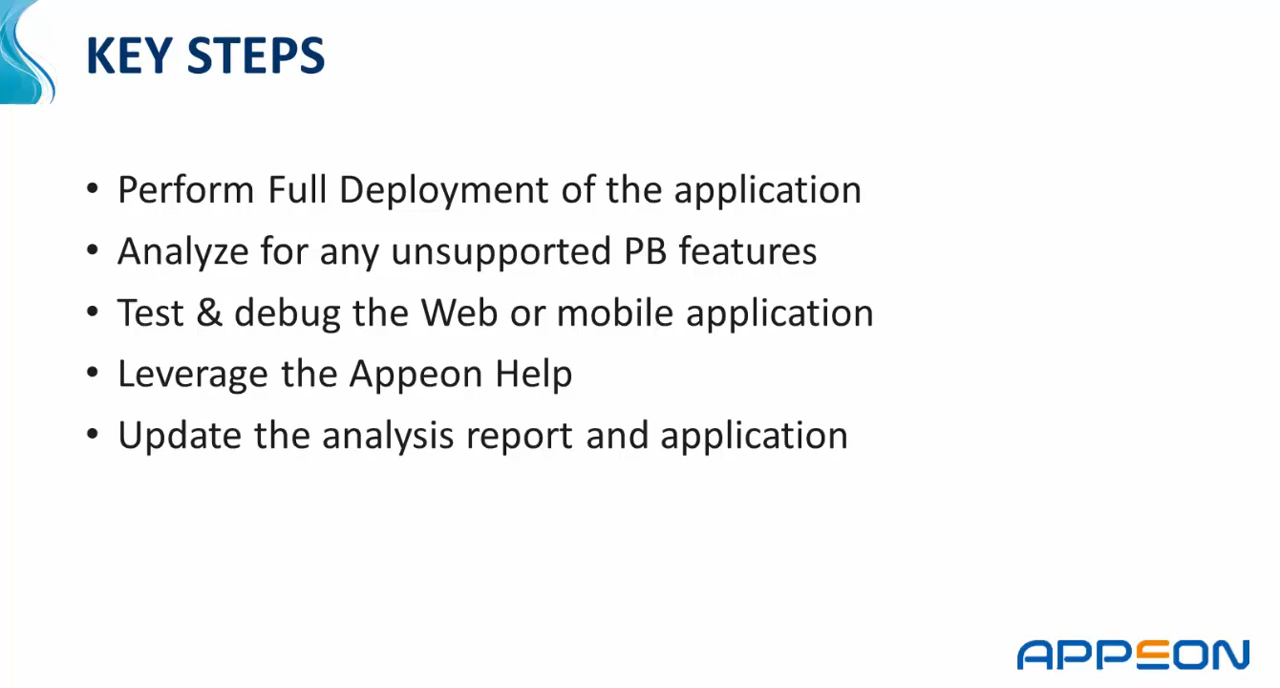 KEY STEPS
• Perform Full Deployment of the application
• Analyze for any unsupported PB features
• Test & debug the Web or mobile application
• Leverage the Appeon Help
• Update the analysis report and application
APPEON